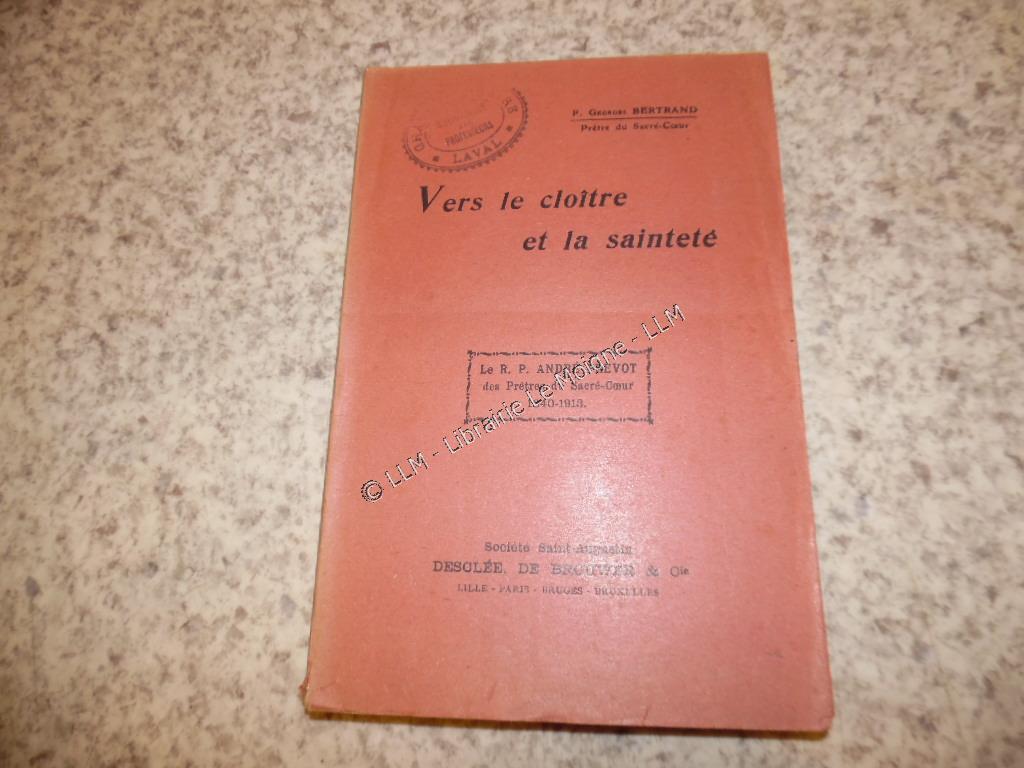 P. Georges BERTRAND
Prêtre du Sacré-Cœur
PROFESSEURS
* LAVAL *
Vers le cloître
et la sainteté
Le R. P. ANDRÉ PRÉVOT
des Prêtres du Sacré-Cœur
1840-1913.
© LLM - Librairie Le Moigne - LLM
Société Saint-Augustin
DESCLÉE, DE BROUWER & Cie
LILLE - PARIS - BRUGES - BRUXELLES